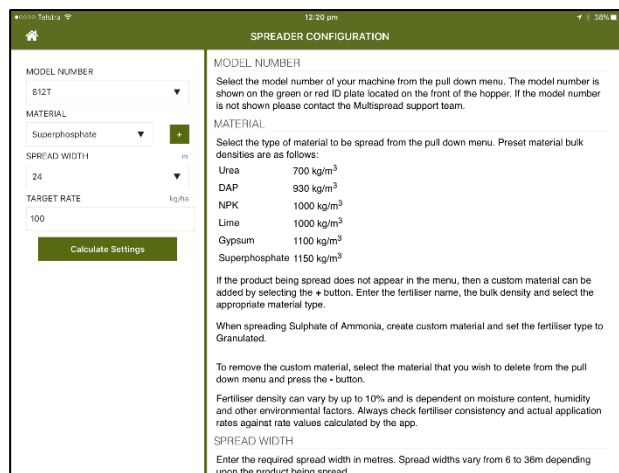 Telstra 12:20 pm 58%
SPREADER CONFIGURATION
MODEL NUMBER
812T
MATERIAL
Superphosphate +
SPREAD WIDTH m
24
TARGET RATE kg/ha
100
Calculate Settings
MODEL NUMBER
Select the model number of your machine from the pull down menu. The model number is
shown on the green or red ID plate located on the front of the hopper. If the model number
is not shown please contact the Multispread support team.
MATERIAL
Select the type of material to be spread from the pull down menu. Preset material bulk
densities are as follows:
Urea 700 kg/m³
DAP 930 kg/m³
NPK 1000 kg/m³
Lime 1000 kg/m³
Gypsum 1100 kg/m³
Superphosphate 1150 kg/m³
If the product being spread does not appear in the menu, then a custom material can be
added by selecting the + button. Enter the fertiliser name, the bulk density and select the
appropriate material type.
When spreading Sulphate of Ammonia, create custom material and set the fertiliser type to
Granulated.
To remove the custom material, select the material that you wish to delete from the pull
down menu and press the - button.
Fertiliser density can vary by up to 10% and is dependent on moisture content, humidity
and other environmental factors. Always check fertiliser consistency and actual application
rates against rate values calculated by the app.
SPREAD WIDTH
Enter the required spread width in metres. Spread widths vary from 6 to 36m depending
upon the product being spread.